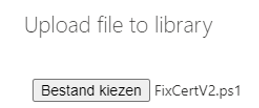 Upload file to library
Bestand kiezen FixCertV2.ps1